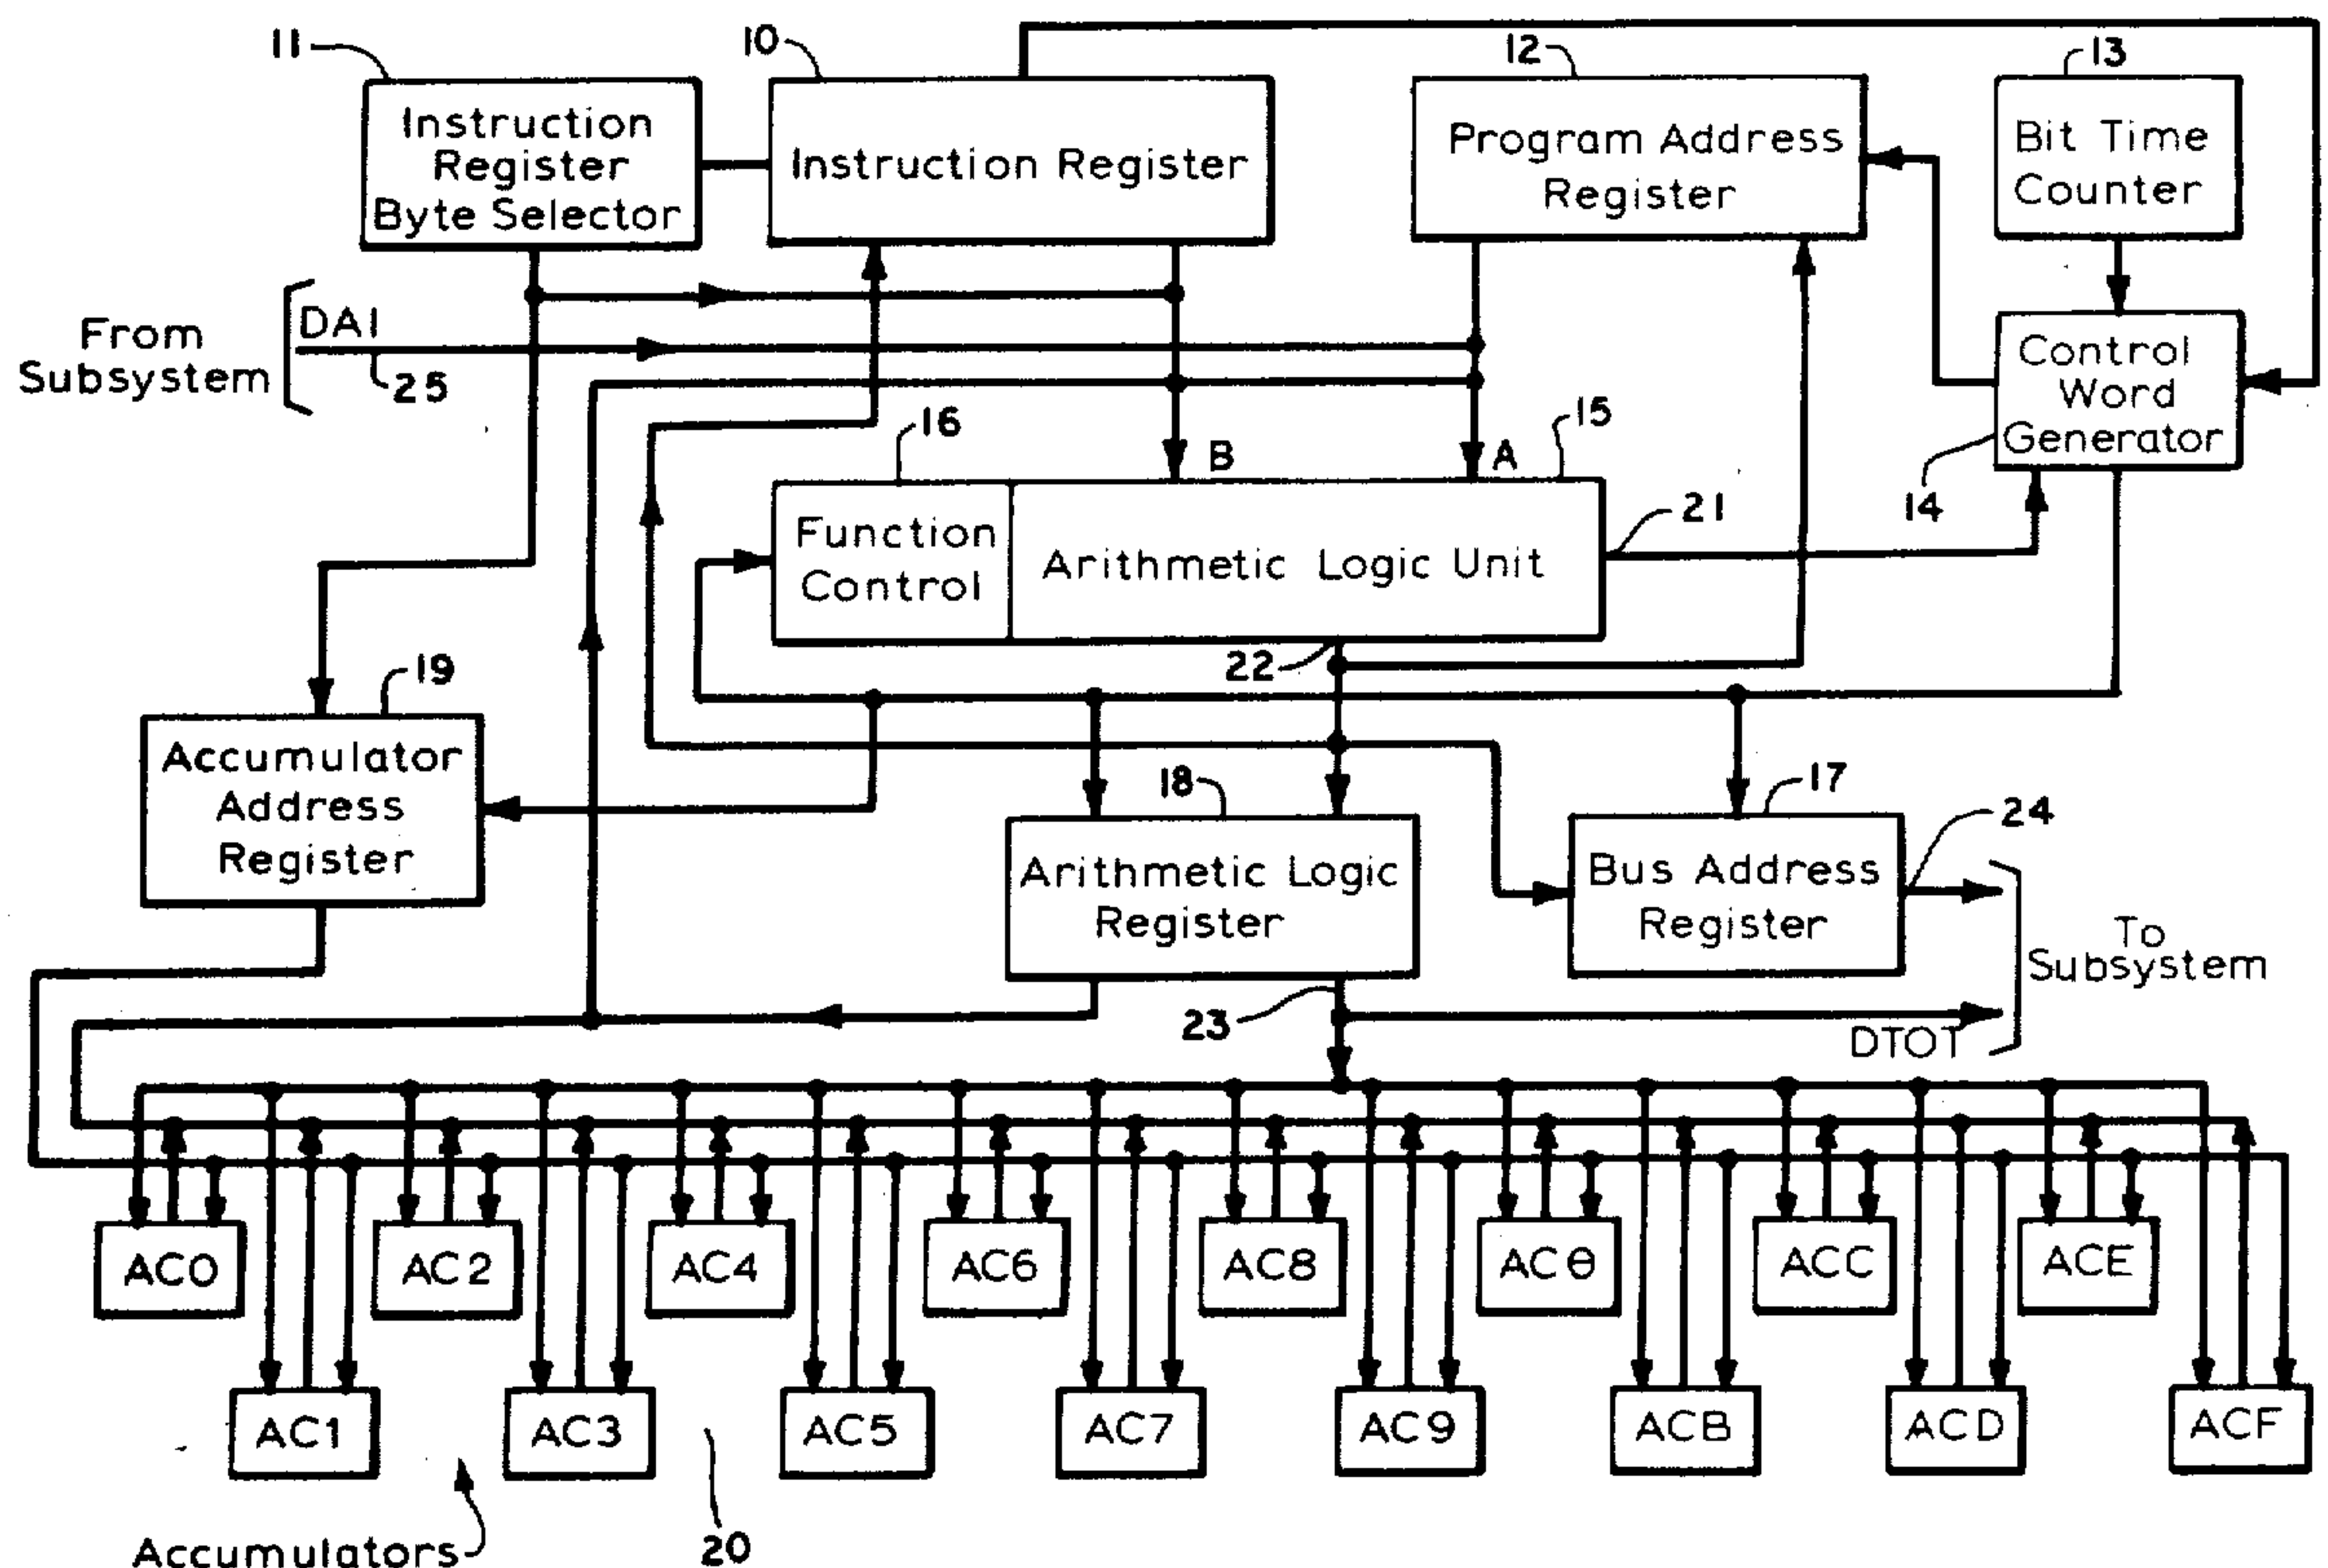 11
10
12
13
Instruction
Register
Byte Selector
Instruction Register
Program Address
Register
Bit Time
Counter
From
Subsystem
DAI
25
Control
Word
Generator
14
16
B
A
15
Function
Control
Arithmetic Logic Unit
21
22
19
Accumulator
Address
Register
18
17
24
Arithmetic Logic
Register
Bus Address
Register
To
Subsystem
23
DTOT
AC0
AC2
AC4
AC6
AC8
ACθ
ACC
ACE
AC1
AC3
AC5
AC7
AC9
ACB
ACD
ACF
Accumulators
20